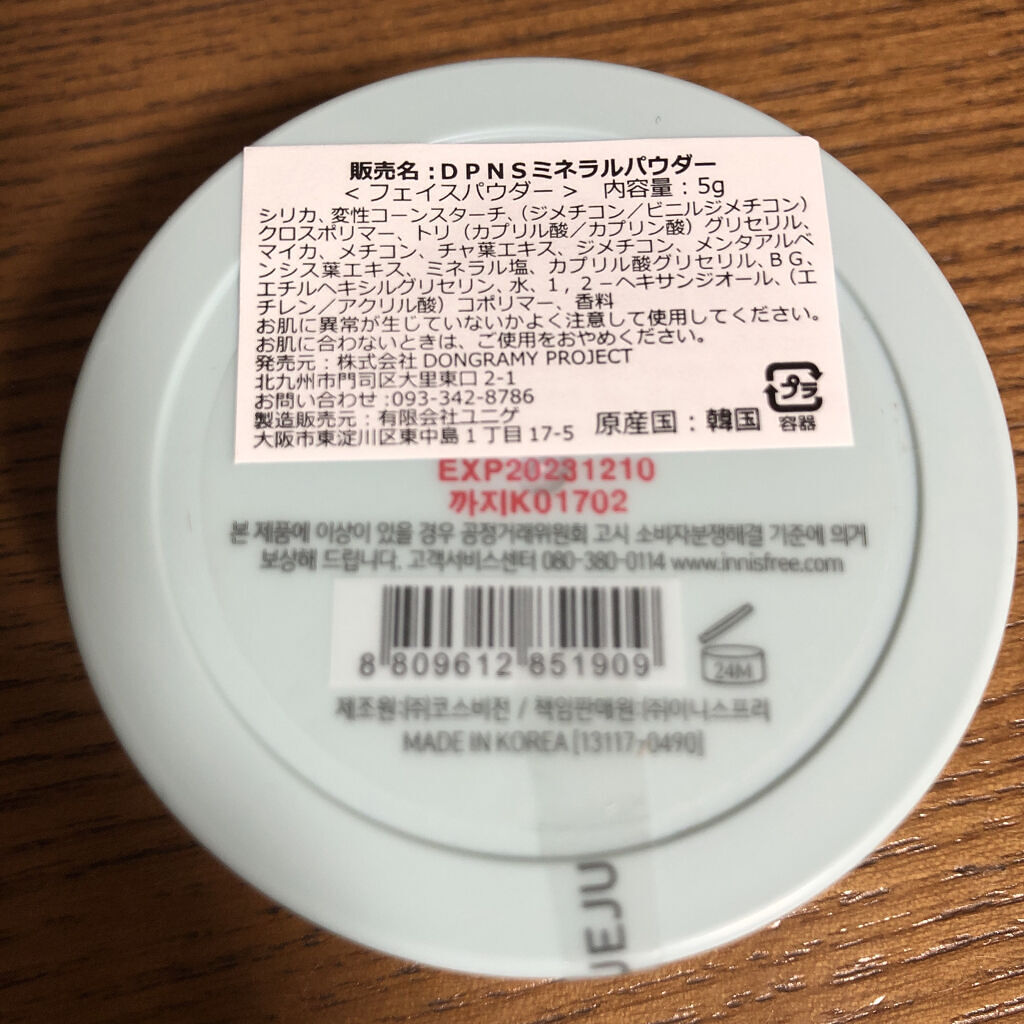 販売名：ＤＰＮＳミネラルパウダー
＜フェイスパウダー＞　内容量：5g
シリカ、変性コーンスターチ、（ジメチコン／ビニルジメチコン）
クロスポリマー、トリ（カプリル酸／カプリン酸）グリセリル、
マイカ、メチコン、チャ葉エキス、ジメチコン、メンタアルベ
ンシス葉エキス、ミネラル塩、カプリル酸グリセリル、ＢＧ、
エチルヘキシルグリセリン、水、１，２－ヘキサンジオール、（エ
チレン／アクリル酸）コポリマー、香料
お肌に異常が生じていないかよく注意して使用してください。
お肌に合わないときは、ご使用をおやめください。
発売元：株式会社 DONGRAMY PROJECT
北九州市門司区大里東口 2-1
お問い合わせ:093-342-8786
製造販売元：有限会社ユニゲ
大阪市東淀川区東中島１丁目 17-5
原産国：韓国
プラ
容器
EXP20231210
까지K01702
본 제품에 이상이 있을 경우 공정거래위원회 고시 소비자분쟁해결 기준에 의거
보상해 드립니다. 고객서비스센터 080-380-0114 www.innisfree.com
8 809612 851909
24M
제조원:(주)코스비전 / 책임판매원:(주)이니스프리
MADE IN KOREA [13117-0490]
JEJU